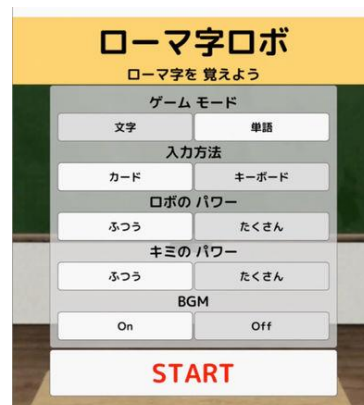 ローマ字ロボ
ローマ字を 覚えよう
ゲーム モード
文字 単語
入力方法
カード キーボード
ロボの パワー
ふつう たくさん
キミの パワー
ふつう たくさん
BGM
On Off
START